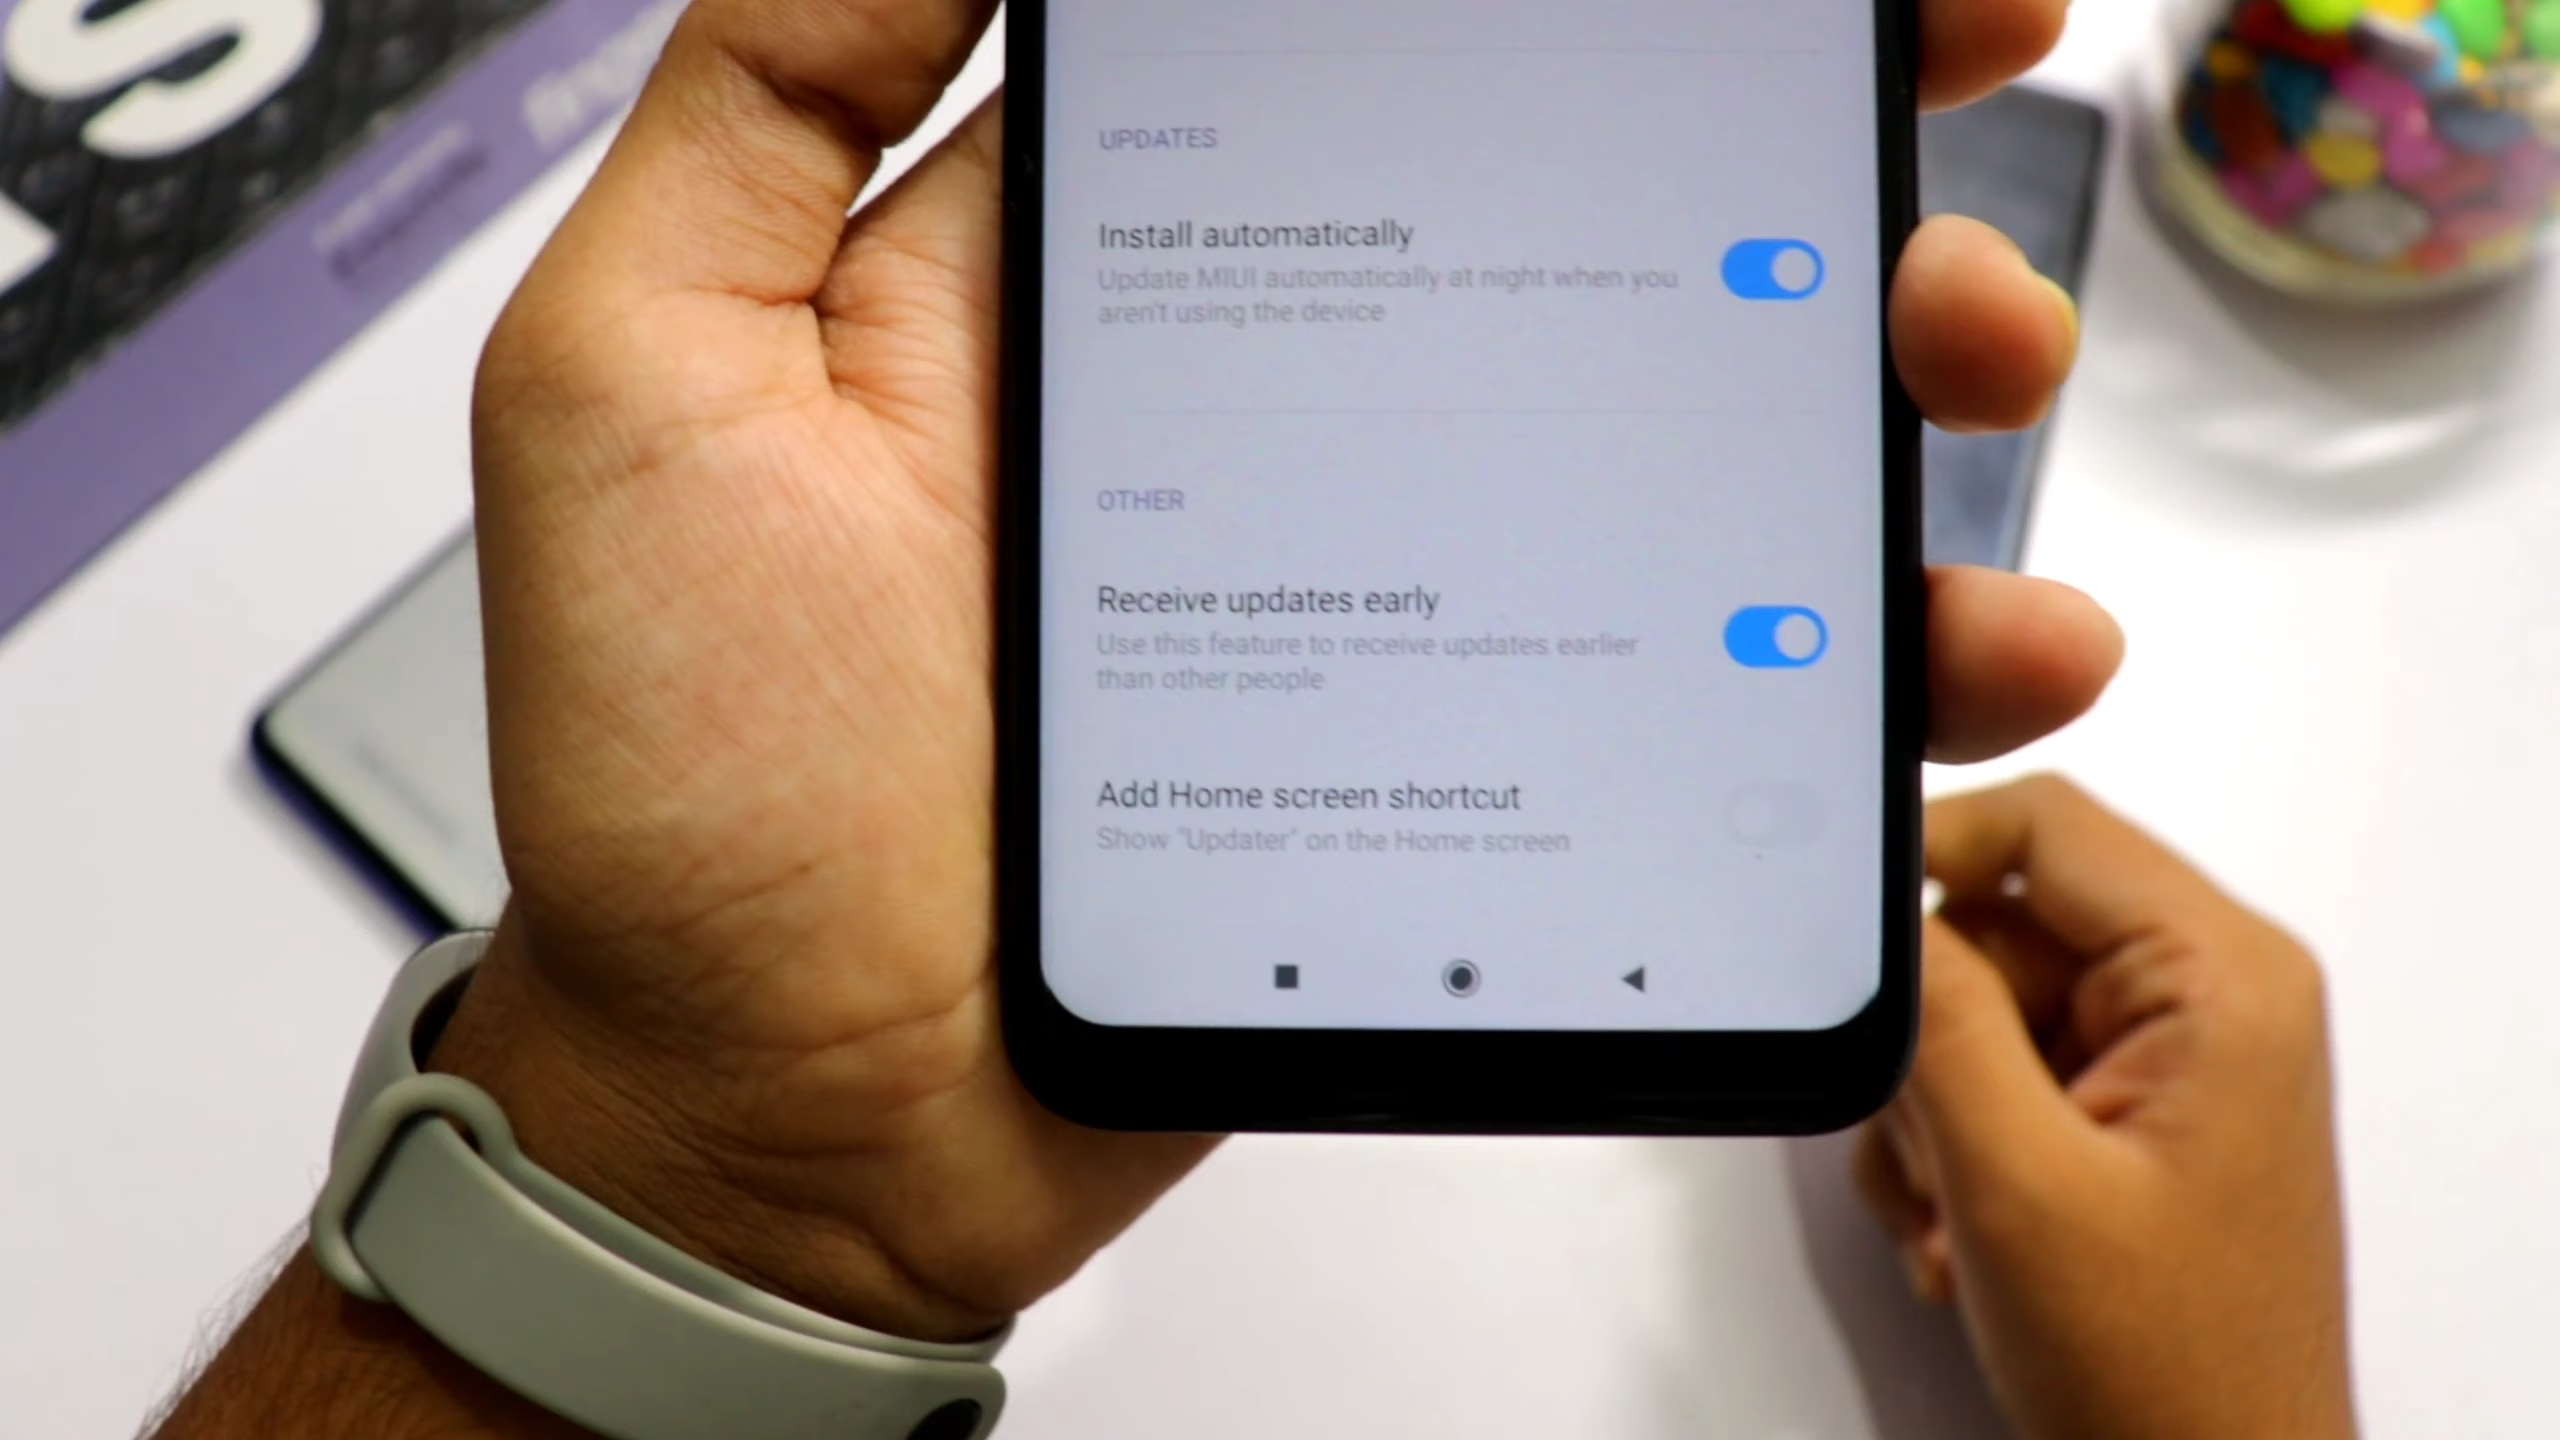 S
UPDATES
Install automatically
Update MIUI automatically at night when you
aren't using the device
OTHER
Receive updates early
Use this feature to receive updates earlier
than other people
Add Home screen shortcut
Show "Updater" on the Home screen